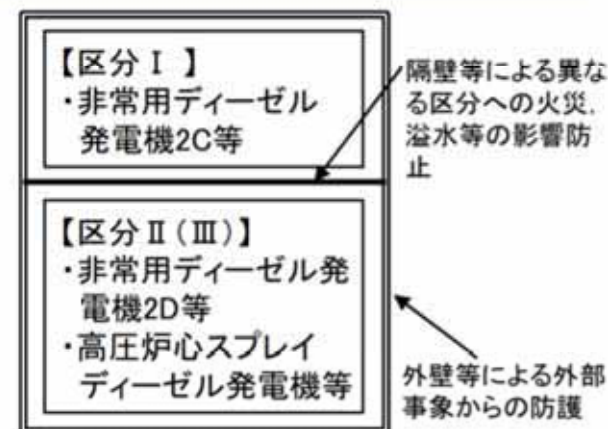 【区分Ⅰ】
・非常用ディーゼル
発電機2C等
隔壁等による異な
る区分への火災,
溢水等の影響防
止
【区分Ⅱ(Ⅲ)】
・非常用ディーゼル発
電機2D等
・高圧炉心スプレイ
ディーゼル発電機等
外壁等による外部
事象からの防護